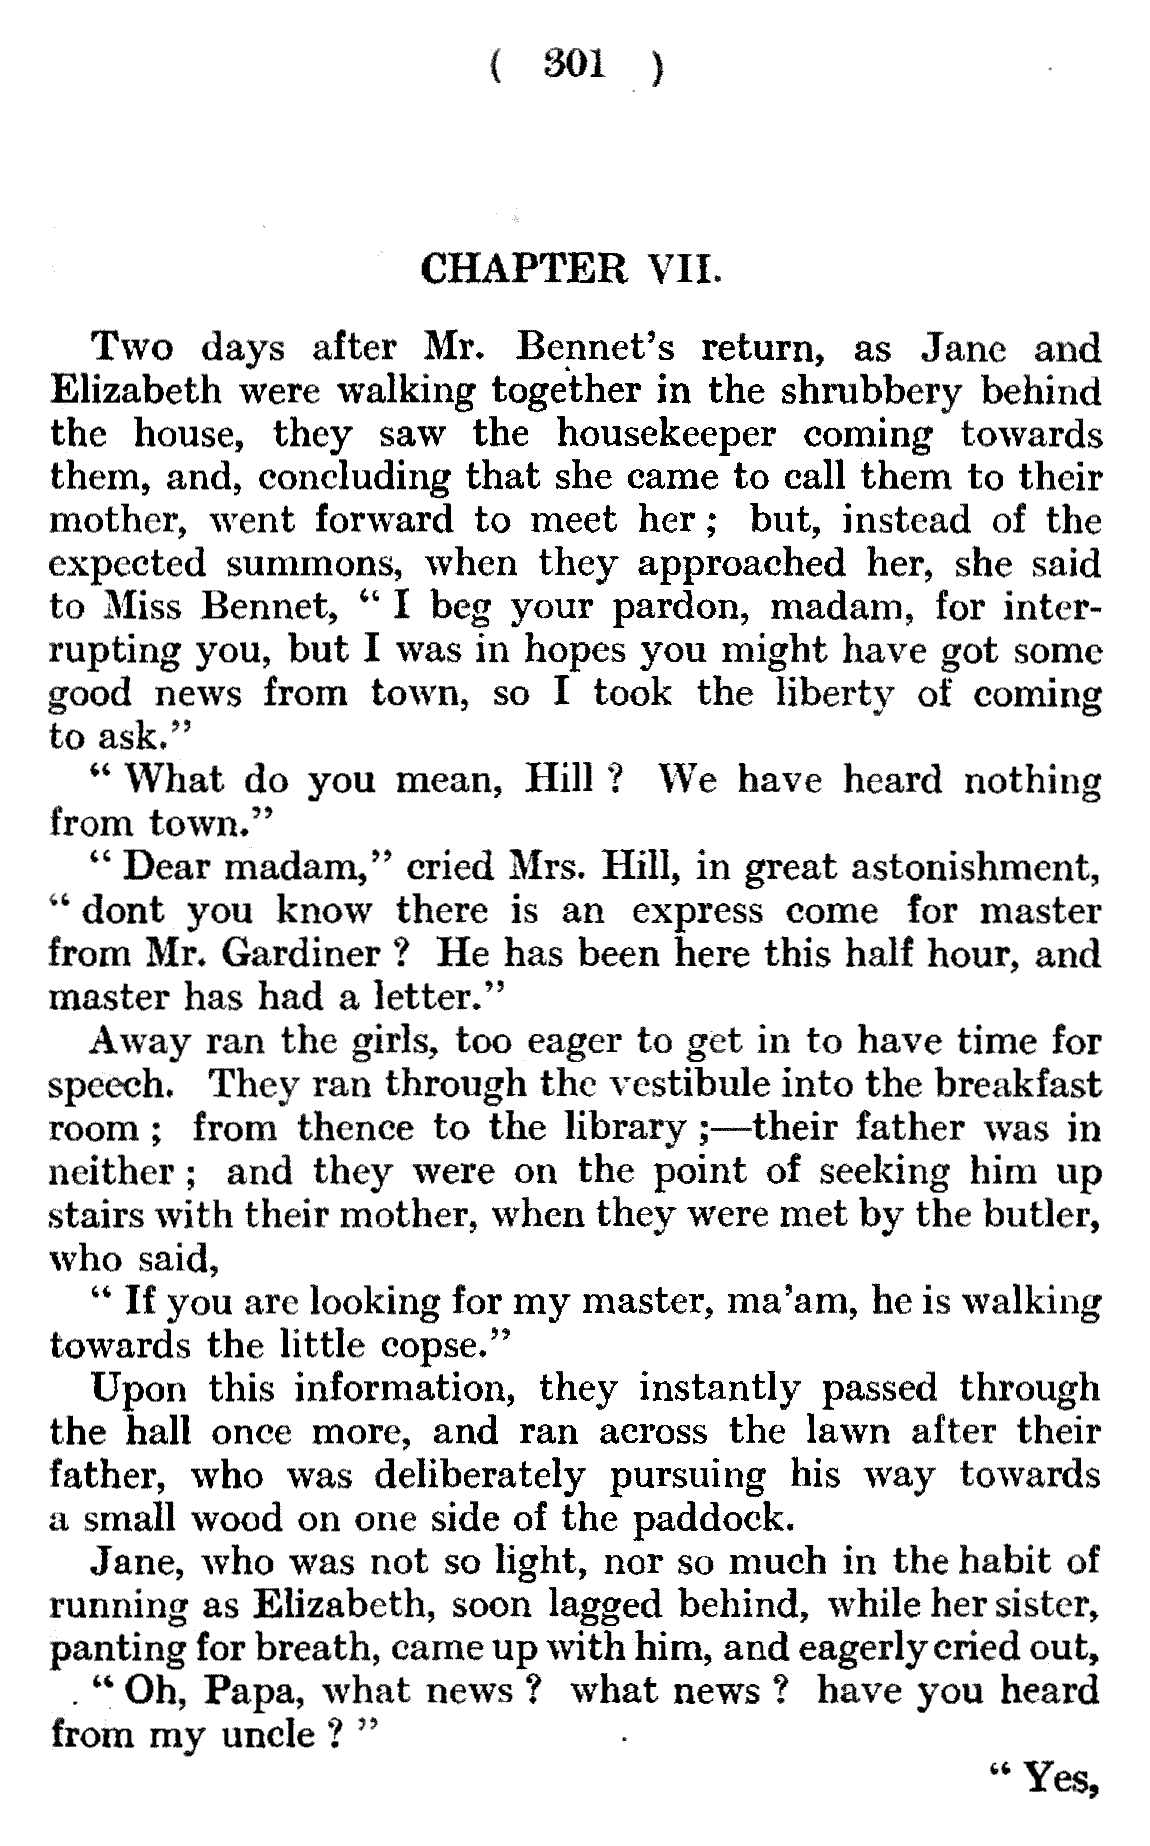 ( 301 )
CHAPTER VII.
Two days after Mr. Bennet's return, as Jane and
Elizabeth were walking together in the shrubbery behind
the house, they saw the housekeeper coming towards
them, and, concluding that she came to call them to their
mother, went forward to meet her ; but, instead of the
expected summons, when they approached her, she said
to Miss Bennet, “ I beg your pardon, madam, for inter-
rupting you, but I was in hopes you might have got some
good news from town, so I took the liberty of coming
to ask.”
“ What do you mean, Hill ? We have heard nothing
from town.”
“ Dear madam,” cried Mrs. Hill, in great astonishment,
“ dont you know there is an express come for master
from Mr. Gardiner ? He has been here this half hour, and
master has had a letter.”
Away ran the girls, too eager to get in to have time for
speech. They ran through the vestibule into the breakfast
room ; from thence to the library ;—their father was in
neither ; and they were on the point of seeking him up
stairs with their mother, when they were met by the butler,
who said,
“ If you are looking for my master, ma'am, he is walking
towards the little copse.”
Upon this information, they instantly passed through
the hall once more, and ran across the lawn after their
father, who was deliberately pursuing his way towards
a small wood on one side of the paddock.
Jane, who was not so light, nor so much in the habit of
running as Elizabeth, soon lagged behind, while her sister,
panting for breath, came up with him, and eagerly cried out,
“ Oh, Papa, what news ? what news ? have you heard
from my uncle ? ”
“ Yes,